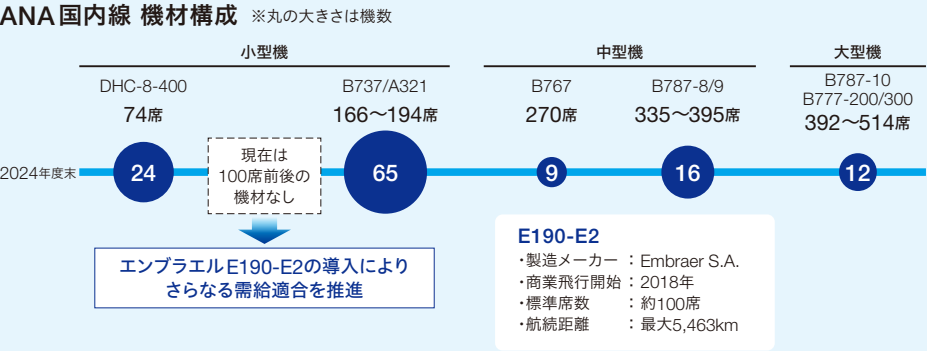 ANA国内線 機材構成 ※丸の大きさは機数
小型機
中型機
大型機
DHC-8-400
74席
B737/A321
166〜194席
B767
270席
B787-8/9
335〜395席
B787-10
B777-200/300
392〜514席
2024年度末
24
現在は
100席前後の
機材なし
65
9
16
12
エンブラエルE190-E2の導入により
さらなる需給適合を推進
E190-E2
・製造メーカー ：Embraer S.A.
・商業飛行開始：2018年
・標準席数 ：約100席
・航続距離 ：最大5,463km